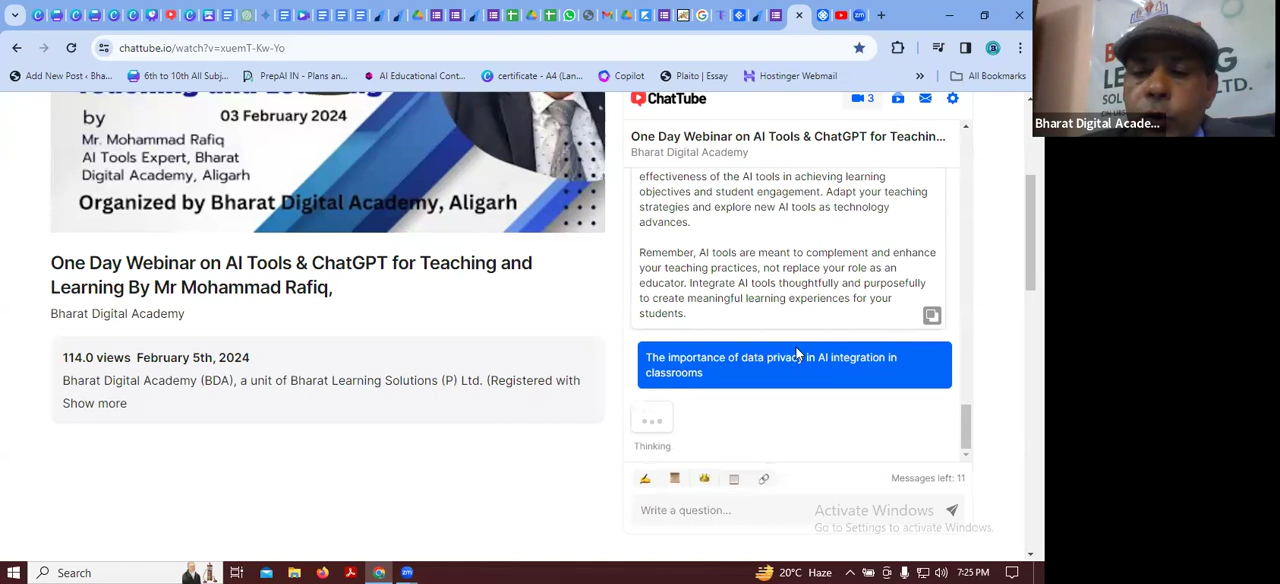 chattube.io/watch?v=xuemT-Kw-Yo
Add New Post ‹ Bha...
6th to 10th All Subj...
PrepAI IN - Plans an...
AI Educational Cont...
certificate - A4 (Lan...
Copilot
Plaito | Essay
Hostinger Webmail
»
All Bookmarks
Teaching and Learning
by
03 February 2024
Mr. Mohammad Rafiq
AI Tools Expert, Bharat
Digital Academy, Aligarh
Organized by Bharat Digital Academy, Aligarh
One Day Webinar on AI Tools & ChatGPT for Teaching and
Learning By Mr Mohammad Rafiq,
Bharat Digital Academy
114.0 views February 5th, 2024
Bharat Digital Academy (BDA), a unit of Bharat Learning Solutions (P) Ltd. (Registered with
Show more
ChatTube
3
One Day Webinar on AI Tools & ChatGPT for Teachin...
Bharat Digital Academy
effectiveness of the AI tools in achieving learning
objectives and student engagement. Adapt your teaching
strategies and explore new AI tools as technology
advances.
Remember, AI tools are meant to complement and enhance
your teaching practices, not replace your role as an
educator. Integrate AI tools thoughtfully and purposefully
to create meaningful learning experiences for your
students.
The importance of data privacy in AI integration in
classrooms
Thinking
Messages left: 11
Write a question...
Activate Windows
Go to Settings to activate Windows.
Bharat Digital Acade...
Search
20°C Haze
7:25 PM